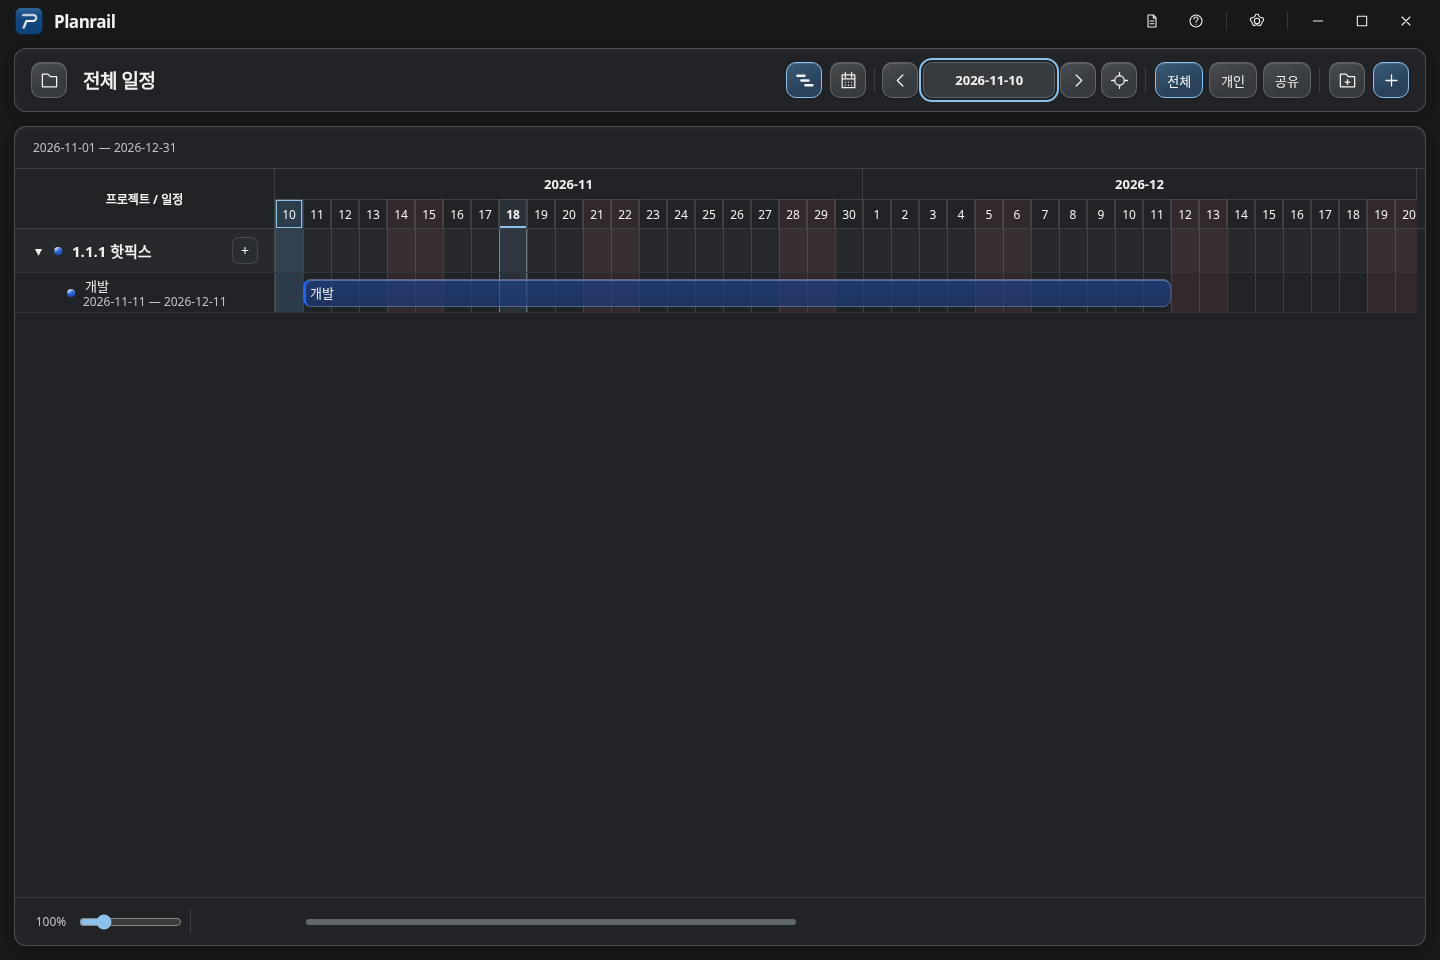 Planrail
전체 일정
2026-11-10
전체
개인
공유
2026-11-01 — 2026-12-31
프로젝트 / 일정
2026-11
2026-12
10 11 12 13 14 15 16 17 18 19 20 21 22 23 24 25 26 27 28 29 30 1 2 3 4 5 6 7 8 9 10 11 12 13 14 15 16 17 18 19 20
1.1.1 핫픽스
+
개발
2026-11-11 — 2026-12-11
개발
100%